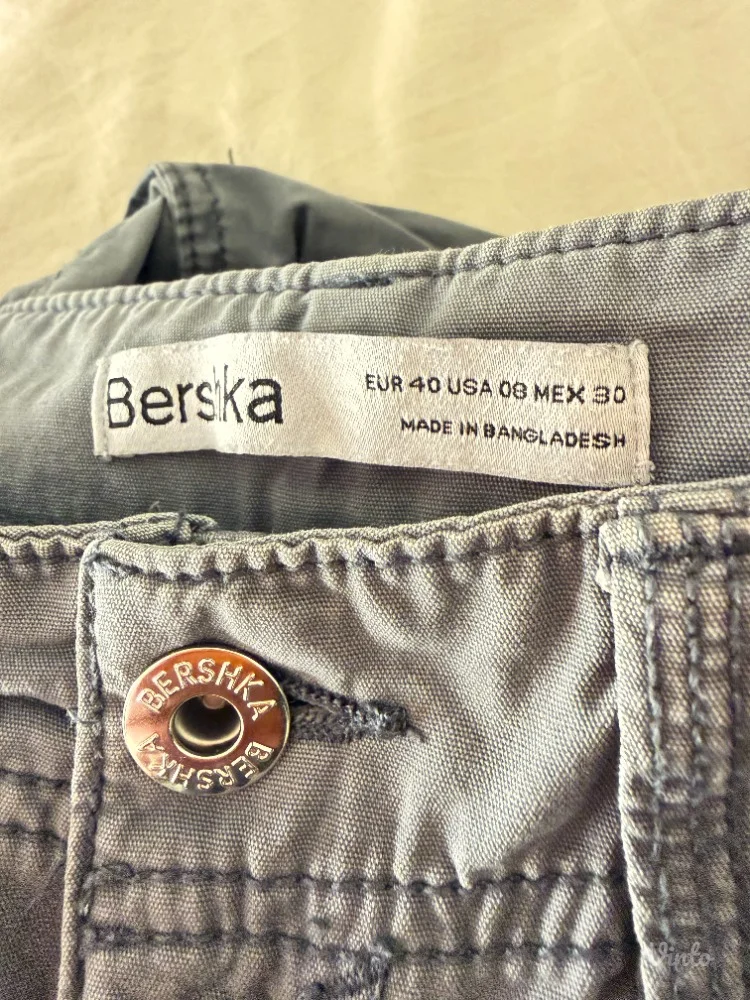 Bershka
EUR 40 USA 08 MEX 30
MADE IN BANGLADESH
BERSHKA
BERSHKA